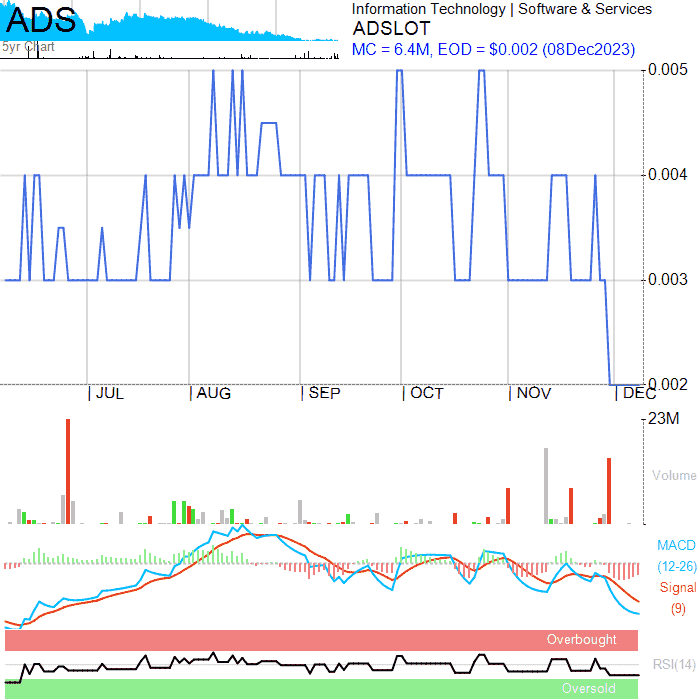 ADS
5yr Chart
Information Technology | Software & Services
ADSLOT
MC = 6.4M, EOD = $0.002 (08Dec2023)
0.005
0.004
0.003
0.002
JUL AUG SEP OCT NOV DEC
23M
Volume
MACD
(12-26)
Signal
(9)
Overbought
RSI(14)
Oversold